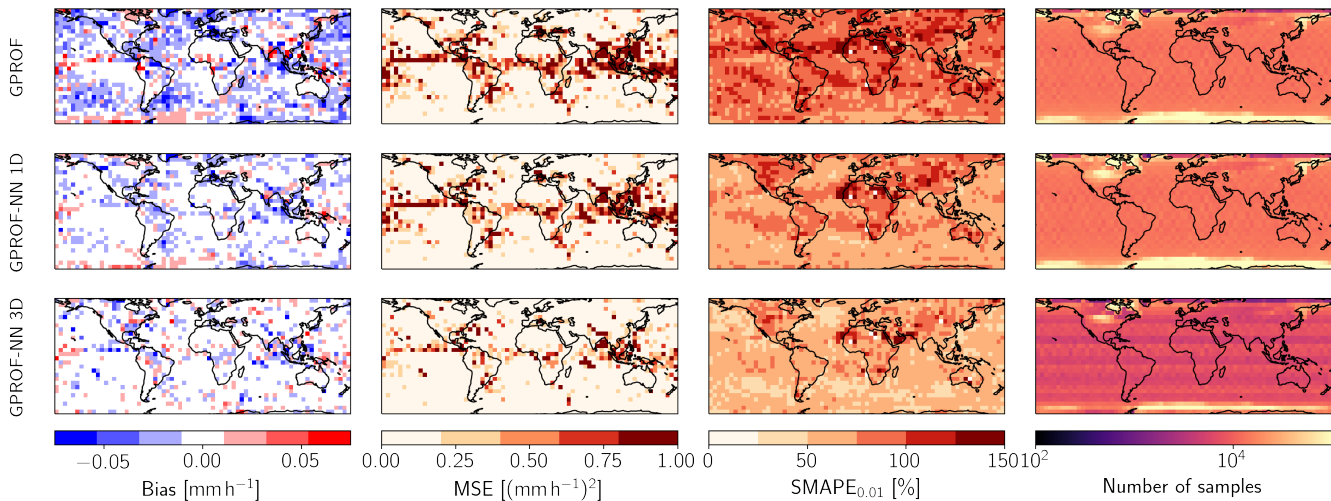 GPROF
GPROF-NN 1D
GPROF-NN 3D
−0.05 0.00 0.05
Bias [mm h⁻¹]
0.00 0.25 0.50 0.75 1.00
MSE [(mm h⁻¹)²]
0 50 100 150
SMAPE₀.₀₁ [%]
10² 10⁴
Number of samples